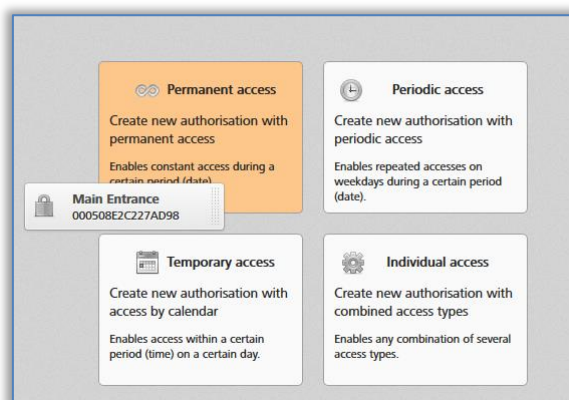 Permanent access
Create new authorisation with
permanent access
Enables constant access during a
certain period (date)
Main Entrance
000508E2C227AD98
Periodic access
Create new authorisation with
periodic access
Enables repeated accesses on
weekdays during a certain period
(date).
Temporary access
Create new authorisation with
access by calendar
Enables access within a certain
period (time) on a certain day.
Individual access
Create new authorisation with
combined access types
Enables any combination of several
access types.